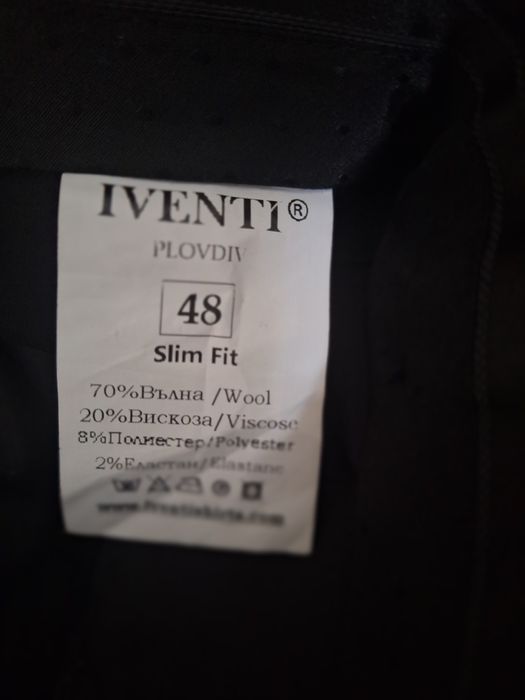 IVENTI®
PLOVDIV
48
Slim Fit
70%Вълна /Wool
20%Вискоза/Viscose
8%Полиестер/Polyester
2%Еластан/Elastane